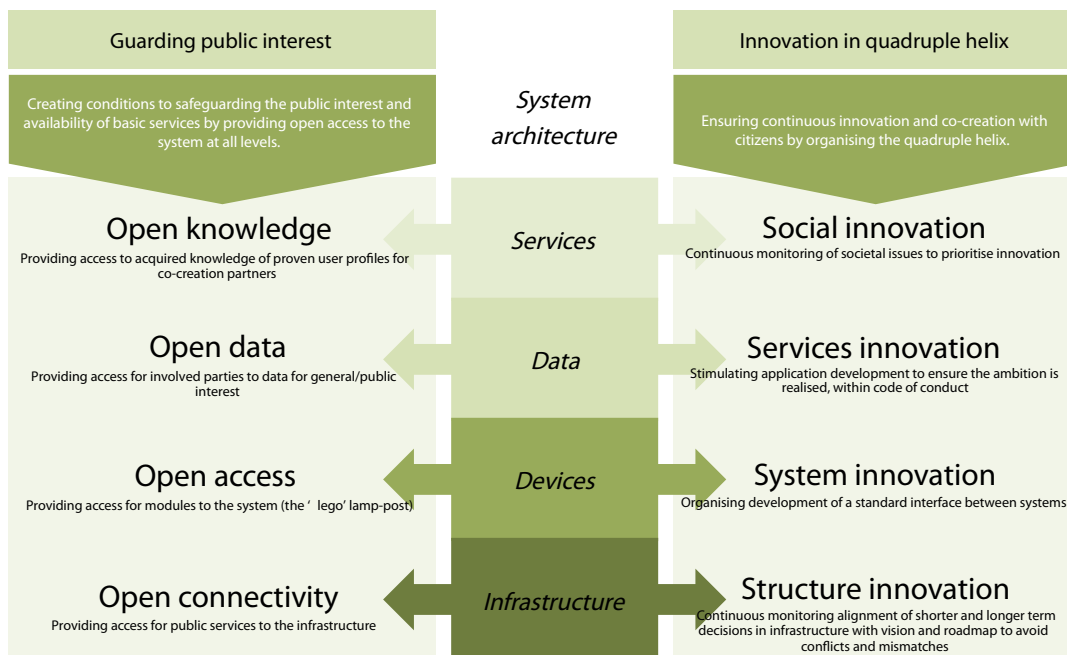 Guarding public interest
Creating conditions to safeguarding the public interest and
availability of basic services by providing open access to the
system at all levels.
System
architecture
Innovation in quadruple helix
Ensuring continuous innovation and co-creation with
citizens by organising the quadruple helix.
Open knowledge
Providing access to acquired knowledge of proven user profiles for
co-creation partners
Services
Social innovation
Continuous monitoring of societal issues to prioritise innovation
Open data
Providing access for involved parties to data for general/public
interest
Data
Services innovation
Stimulating application development to ensure the ambition is
realised, within code of conduct
Open access
Providing access for modules to the system (the ‘ lego’ lamp-post)
Devices
System innovation
Organising development of a standard interface between systems
Open connectivity
Providing access for public services to the infrastructure
Infrastructure
Structure innovation
Continuous monitoring alignment of shorter and longer term
decisions in infrastructure with vision and roadmap to avoid
conflicts and mismatches